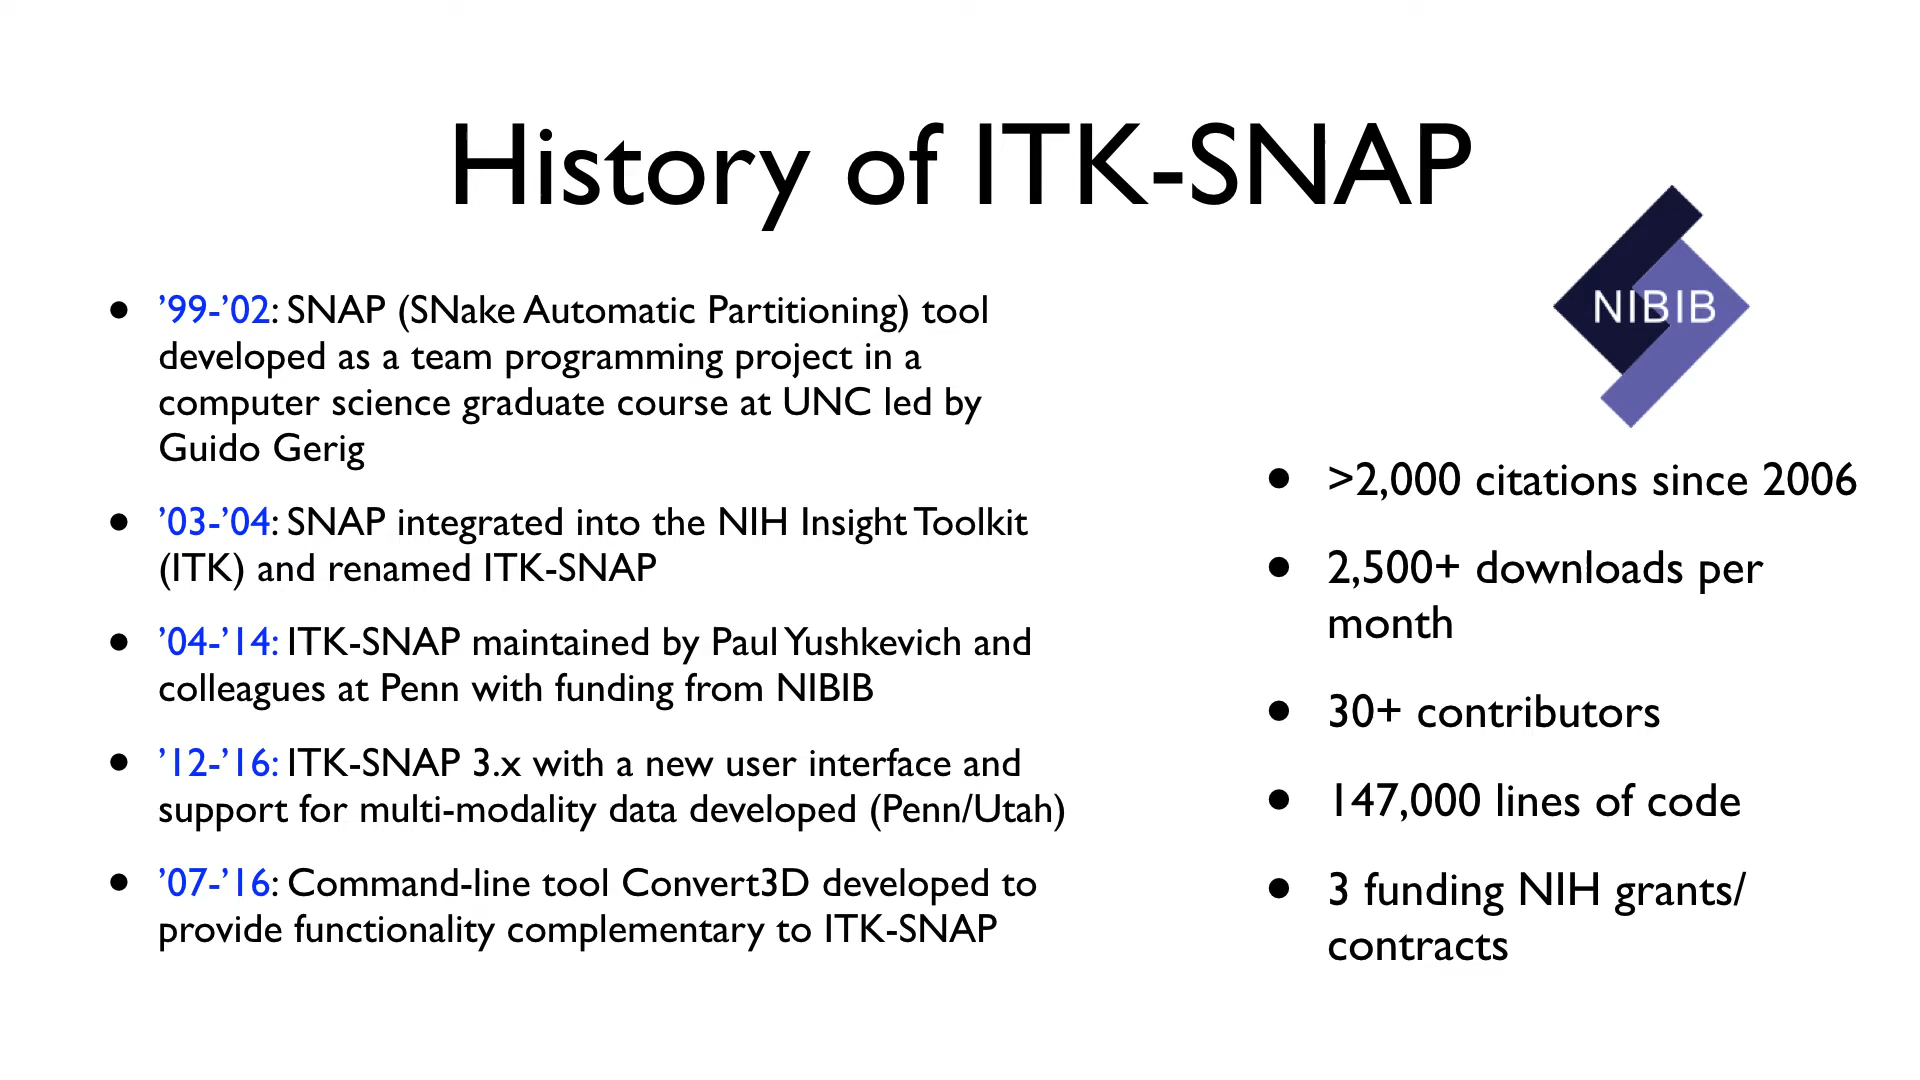 History of ITK-SNAP
• ’99-’02: SNAP (SNake Automatic Partitioning) tool
developed as a team programming project in a
computer science graduate course at UNC led by
Guido Gerig
• ’03-’04: SNAP integrated into the NIH Insight Toolkit
(ITK) and renamed ITK-SNAP
• ’04-’14: ITK-SNAP maintained by Paul Yushkevich and
colleagues at Penn with funding from NIBIB
• ’12-’16: ITK-SNAP 3.x with a new user interface and
support for multi-modality data developed (Penn/Utah)
• ’07-’16: Command-line tool Convert3D developed to
provide functionality complementary to ITK-SNAP
NIBIB
• >2,000 citations since 2006
• 2,500+ downloads per
month
• 30+ contributors
• 147,000 lines of code
• 3 funding NIH grants/
contracts